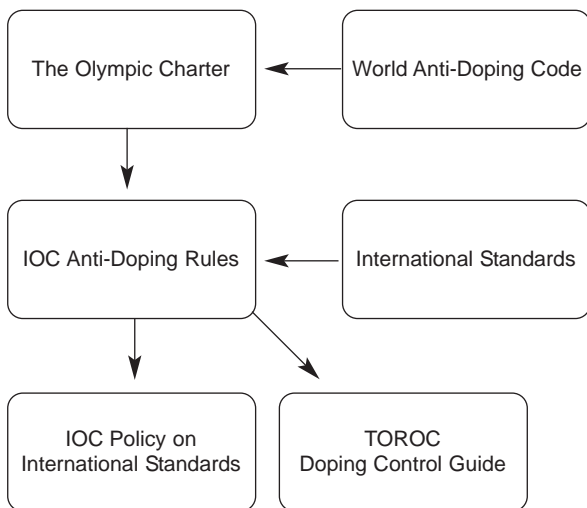 The Olympic Charter
World Anti-Doping Code
IOC Anti-Doping Rules
International Standards
IOC Policy on
International Standards
TOROC
Doping Control Guide